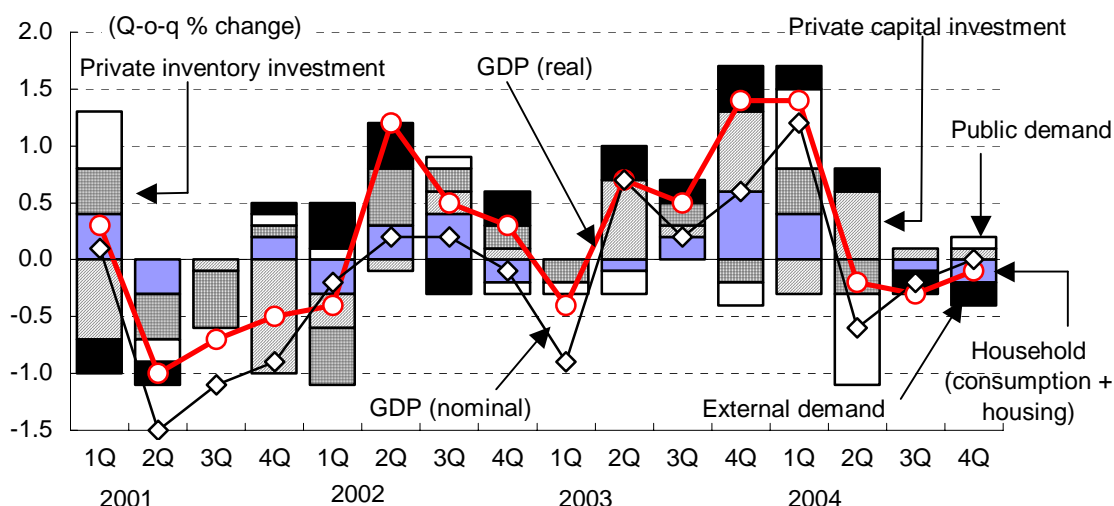 2.0
1.5
1.0
0.5
0.0
-0.5
-1.0
-1.5
(Q-o-q % change)
Private inventory investment
GDP (real)
Private capital investment
Public demand
GDP (nominal)
External demand
Household
(consumption +
housing)
1Q 2Q 3Q 4Q 1Q 2Q 3Q 4Q 1Q 2Q 3Q 4Q 1Q 2Q 3Q 4Q
2001 2002 2003 2004